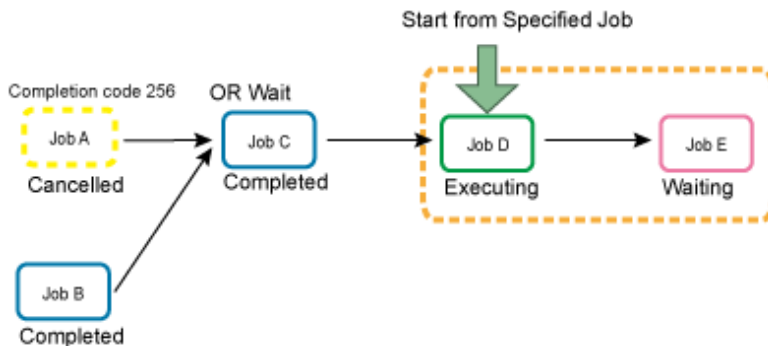 Start from Specified Job
Completion code 256
OR Wait
Job A
Job C
Job D
Job E
Cancelled
Completed
Executing
Waiting
Job B
Completed